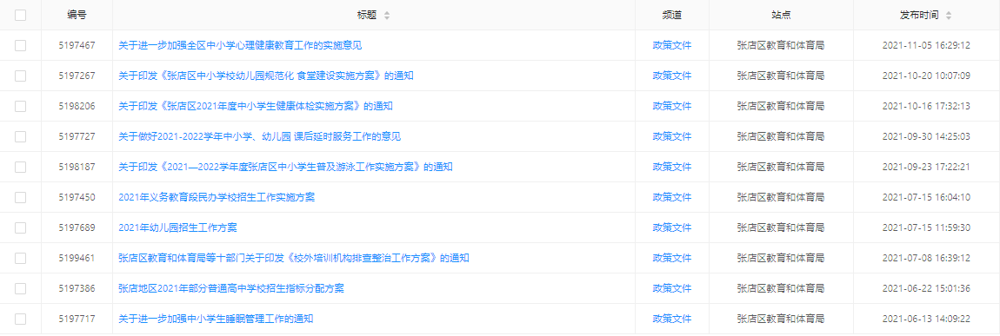 编号 标题 频道 站点 发布时间
5197467 关于进一步加强全区中小学心理健康教育工作的实施意见 政策文件 张店区教育和体育局 2021-11-05 16:29:12
5197267 关于印发《张店区中小学校幼儿园规范化 食堂建设实施方案》的通知 政策文件 张店区教育和体育局 2021-10-20 10:07:09
5198206 关于印发《张店区2021年度中小学生健康体检实施方案》的通知 政策文件 张店区教育和体育局 2021-10-16 17:32:13
5197727 关于做好2021-2022学年中小学、幼儿园 课后延时服务工作的意见 政策文件 张店区教育和体育局 2021-09-30 14:25:03
5198187 关于印发《2021—2022学年度张店区中小学生普及游泳工作实施方案》的通知 政策文件 张店区教育和体育局 2021-09-23 17:22:21
5197450 2021年义务教育段民办学校招生工作实施方案 政策文件 张店区教育和体育局 2021-07-15 16:04:10
5197689 2021年幼儿园招生工作方案 政策文件 张店区教育和体育局 2021-07-15 11:59:30
5199461 张店区教育和体育局等十部门关于印发《校外培训机构排查整治工作方案》的通知 政策文件 张店区教育和体育局 2021-07-08 16:39:12
5197386 张店地区2021年部分普通高中学校招生指标分配方案 政策文件 张店区教育和体育局 2021-06-22 15:01:36
5197717 关于进一步加强中小学生睡眠管理工作的通知 政策文件 张店区教育和体育局 2021-06-13 14:09:22